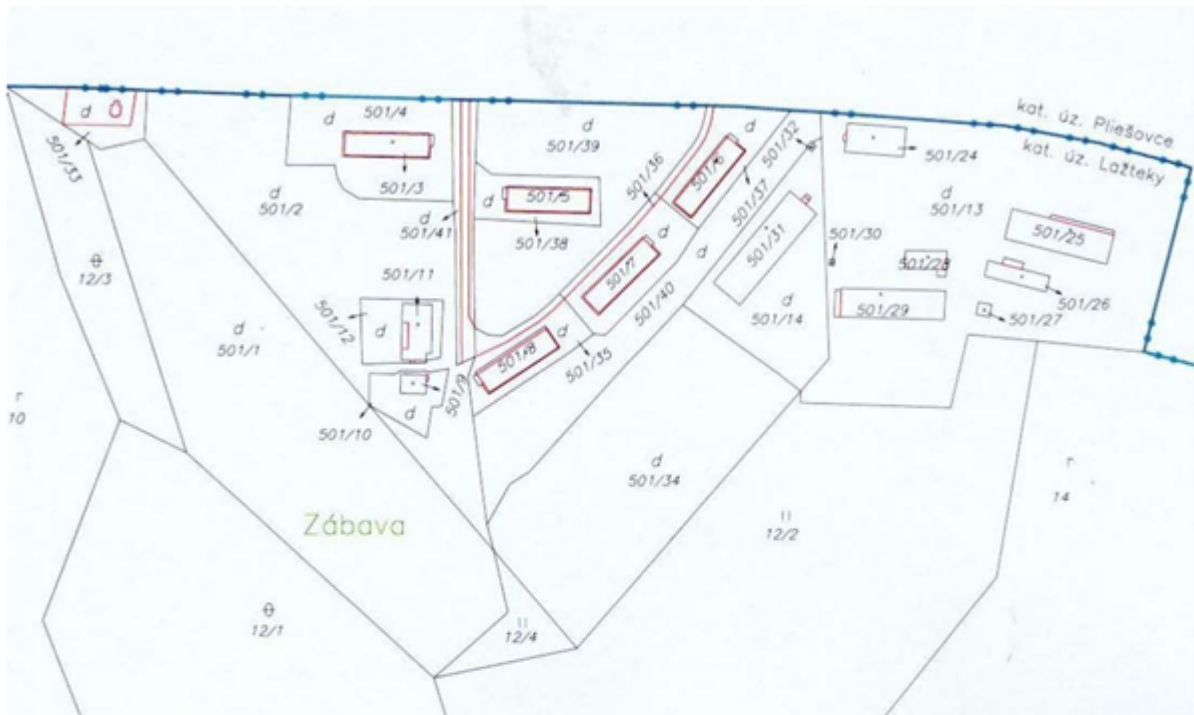 kat. úz. Pliešovce
kat. úz. Lažteky
d
501/33
501/4
d
501/3
d
501/2
d
501/39
501/36
501/6
d
501/32
501/37
501/24
d
501/13
501/25
d
501/5
501/38
d
501/41
501/11
501/12
d
501/7
d
501/40
d
501/31
501/30
501/28
501/26
501/27
501/29
d
501/14
θ
12/3
d
501/1
501/8
d
501/35
501/9
501/10
d
r
10
d
501/34
Zábava
II
12/2
r
14
θ
12/1
II
12/4